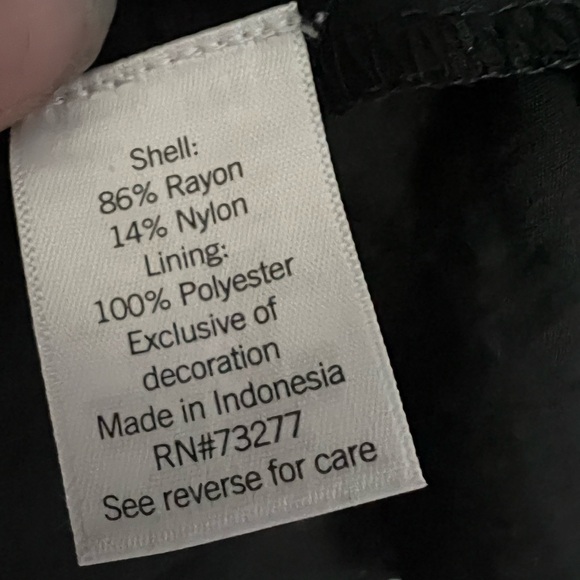 Shell:
86% Rayon
14% Nylon
Lining:
100% Polyester
Exclusive of
decoration
Made in Indonesia
RN#73277
See reverse for care